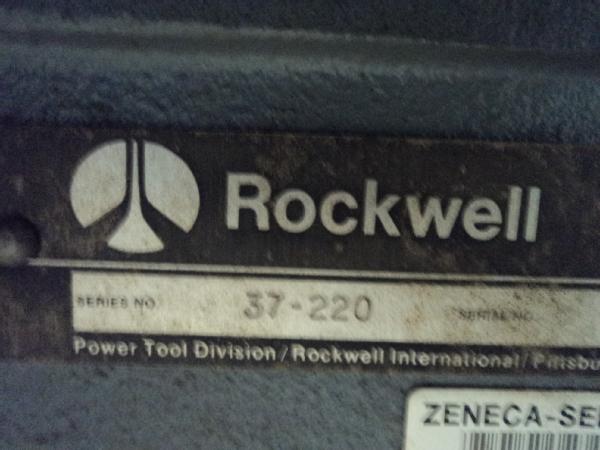 Rockwell
SERIES NO. 37-220 SERIAL NO.
Power Tool Division/Rockwell International/Pittsbu
ZENECA-SE